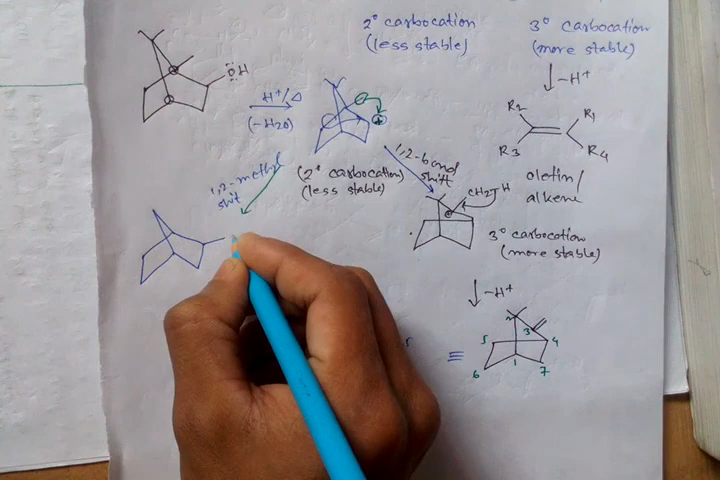 2° carbocation
(less stable)
3° carbocation
(more stable)
-H+
R2
R1
R3
R4
olefin/
alkene
ÖH
H+/Δ
(-H2O)
+
(2° carbocation)
(less stable)
1,2-methyl
shift
1,2-bond
shift
CH2
H
3° carbocation
(more stable)
-H+
≡
5
3
4
6
1
7